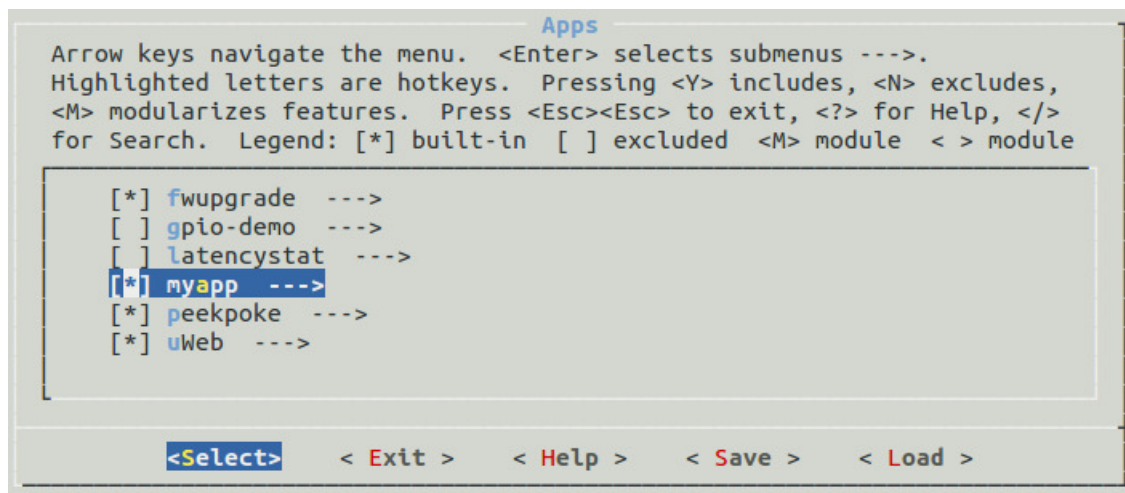 Apps
Arrow keys navigate the menu.  <Enter> selects submenus --->.
Highlighted letters are hotkeys.  Pressing <Y> includes, <N> excludes,
<M> modularizes features.  Press <Esc><Esc> to exit, <?> for Help, </>
for Search.  Legend: [*] built-in  [ ] excluded  <M> module  < > module
[*] fwupgrade  --->
[ ] gpio-demo  --->
[ ] latencystat  --->
[*] myapp  --->
[*] peekpoke  --->
[*] uWeb  --->
<Select>    < Exit >    < Help >    < Save >    < Load >